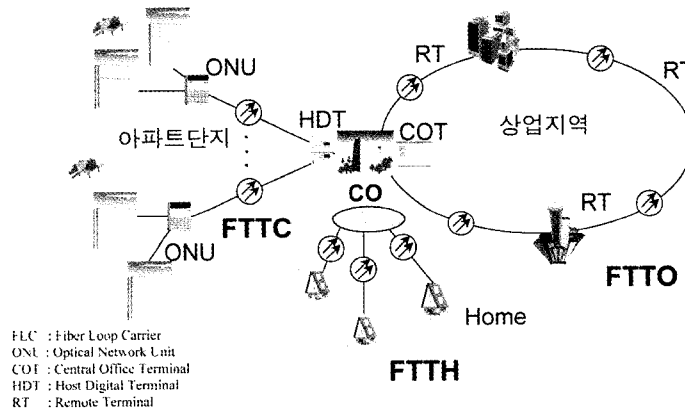 RT
RT
ONU
HDT
COT
아파트단지
상업지역
CO
RT
FTTC
ONU
FTTO
Home
FTTH
FLC : Fiber Loop Carrier
ONU : Optical Network Unit
COT : Central Office Terminal
HDT : Host Digital Terminal
RT : Remote Terminal